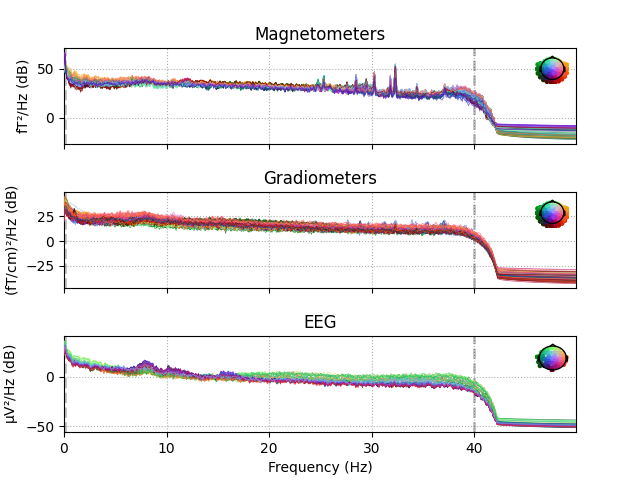 Magnetometers
fT²/Hz (dB)
50
0
Gradiometers
(fT/cm)²/Hz (dB)
25
0
−25
EEG
µV²/Hz (dB)
0
−50
0 10 20 30 40
Frequency (Hz)